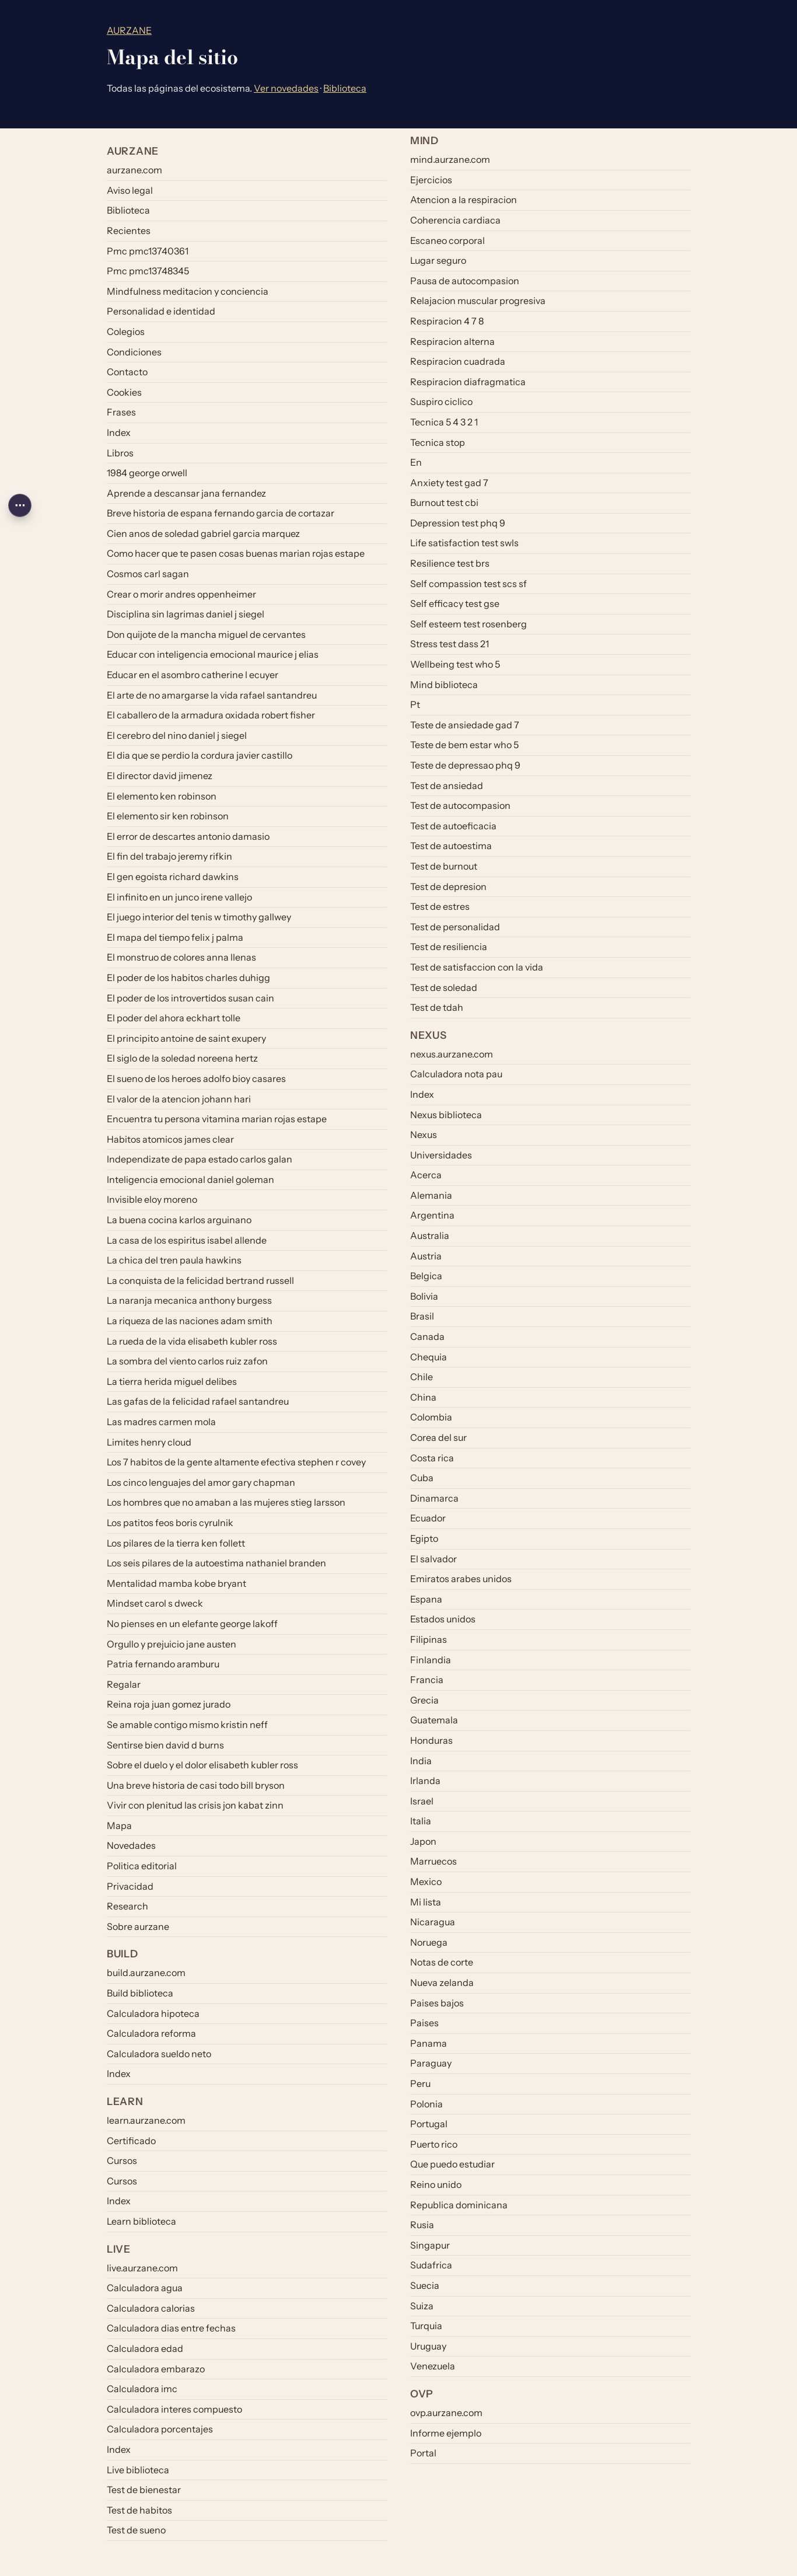 AURZANE
Mapa del sitio
Todas las páginas del ecosistema. Ver novedades · Biblioteca
AURZANE
aurzane.com
Aviso legal
Biblioteca
Recientes
Pmc pmc13740361
Pmc pmc13748345
Mindfulness meditacion y conciencia
Personalidad e identidad
Colegios
Condiciones
Contacto
Cookies
Frases
Index
Libros
1984 george orwell
Aprende a descansar jana fernandez
Breve historia de espana fernando garcia de cortazar
Cien anos de soledad gabriel garcia marquez
Como hacer que te pasen cosas buenas marian rojas estape
Cosmos carl sagan
Crear o morir andres oppenheimer
Disciplina sin lagrimas daniel j siegel
Don quijote de la mancha miguel de cervantes
Educar con inteligencia emocional maurice j elias
Educar en el asombro catherine l ecuyer
El arte de no amargarse la vida rafael santandreu
El caballero de la armadura oxidada robert fisher
El cerebro del nino daniel j siegel
El dia que se perdio la cordura javier castillo
El director david jimenez
El elemento ken robinson
El elemento sir ken robinson
El error de descartes antonio damasio
El fin del trabajo jeremy rifkin
El gen egoista richard dawkins
El infinito en un junco irene vallejo
El juego interior del tenis w timothy gallwey
El mapa del tiempo felix j palma
El monstruo de colores anna llenas
El poder de los habitos charles duhigg
El poder de los introvertidos susan cain
El poder del ahora eckhart tolle
El principito antoine de saint exupery
El siglo de la soledad noreena hertz
El sueno de los heroes adolfo bioy casares
El valor de la atencion johann hari
Encuentra tu persona vitamina marian rojas estape
Habitos atomicos james clear
Independizate de papa estado carlos galan
Inteligencia emocional daniel goleman
Invisible eloy moreno
La buena cocina karlos arguinano
La casa de los espiritus isabel allende
La chica del tren paula hawkins
La conquista de la felicidad bertrand russell
La naranja mecanica anthony burgess
La riqueza de las naciones adam smith
La rueda de la vida elisabeth kubler ross
La sombra del viento carlos ruiz zafon
La tierra herida miguel delibes
Las gafas de la felicidad rafael santandreu
Las madres carmen mola
Limites henry cloud
Los 7 habitos de la gente altamente efectiva stephen r covey
Los cinco lenguajes del amor gary chapman
Los hombres que no amaban a las mujeres stieg larsson
Los patitos feos boris cyrulnik
Los pilares de la tierra ken follett
Los seis pilares de la autoestima nathaniel branden
Mentalidad mamba kobe bryant
Mindset carol s dweck
No pienses en un elefante george lakoff
Orgullo y prejuicio jane austen
Patria fernando aramburu
Regalar
Reina roja juan gomez jurado
Se amable contigo mismo kristin neff
Sentirse bien david d burns
Sobre el duelo y el dolor elisabeth kubler ross
Una breve historia de casi todo bill bryson
Vivir con plenitud las crisis jon kabat zinn
Mapa
Novedades
Politica editorial
Privacidad
Research
Sobre aurzane
BUILD
build.aurzane.com
Build biblioteca
Calculadora hipoteca
Calculadora reforma
Calculadora sueldo neto
Index
LEARN
learn.aurzane.com
Certificado
Cursos
Cursos
Index
Learn biblioteca
LIVE
live.aurzane.com
Calculadora agua
Calculadora calorias
Calculadora dias entre fechas
Calculadora edad
Calculadora embarazo
Calculadora imc
Calculadora interes compuesto
Calculadora porcentajes
Index
Live biblioteca
Test de bienestar
Test de habitos
Test de sueno
MIND
mind.aurzane.com
Ejercicios
Atencion a la respiracion
Coherencia cardiaca
Escaneo corporal
Lugar seguro
Pausa de autocompasion
Relajacion muscular progresiva
Respiracion 4 7 8
Respiracion alterna
Respiracion cuadrada
Respiracion diafragmatica
Suspiro ciclico
Tecnica 5 4 3 2 1
Tecnica stop
En
Anxiety test gad 7
Burnout test cbi
Depression test phq 9
Life satisfaction test swls
Resilience test brs
Self compassion test scs sf
Self efficacy test gse
Self esteem test rosenberg
Stress test dass 21
Wellbeing test who 5
Mind biblioteca
Pt
Teste de ansiedade gad 7
Teste de bem estar who 5
Teste de depressao phq 9
Test de ansiedad
Test de autocompasion
Test de autoeficacia
Test de autoestima
Test de burnout
Test de depresion
Test de estres
Test de personalidad
Test de resiliencia
Test de satisfaccion con la vida
Test de soledad
Test de tdah
NEXUS
nexus.aurzane.com
Calculadora nota pau
Index
Nexus biblioteca
Nexus
Universidades
Acerca
Alemania
Argentina
Australia
Austria
Belgica
Bolivia
Brasil
Canada
Chequia
Chile
China
Colombia
Corea del sur
Costa rica
Cuba
Dinamarca
Ecuador
Egipto
El salvador
Emiratos arabes unidos
Espana
Estados unidos
Filipinas
Finlandia
Francia
Grecia
Guatemala
Honduras
India
Irlanda
Israel
Italia
Japon
Marruecos
Mexico
Mi lista
Nicaragua
Noruega
Notas de corte
Nueva zelanda
Paises bajos
Paises
Panama
Paraguay
Peru
Polonia
Portugal
Puerto rico
Que puedo estudiar
Reino unido
Republica dominicana
Rusia
Singapur
Sudafrica
Suecia
Suiza
Turquia
Uruguay
Venezuela
OVP
ovp.aurzane.com
Informe ejemplo
Portal